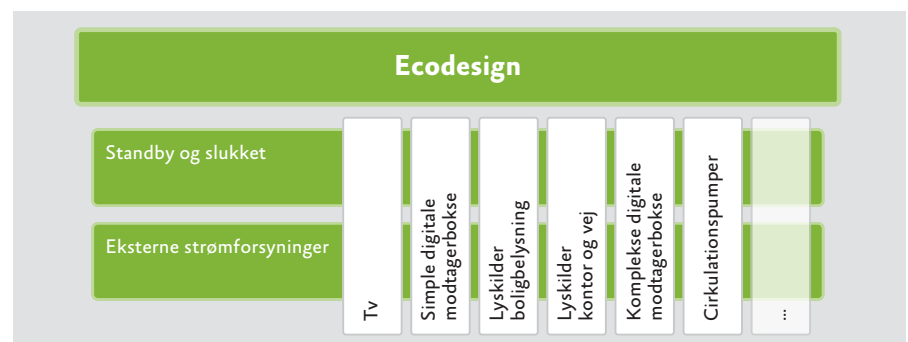 Ecodesign
Standby og slukket
Eksterne strømforsyninger
Tv
Simple digitale
modtagerbokse
Lyskilder
boligbelysning
Lyskilder
kontor og vej
Komplekse digitale
modtagerbokse
Cirkulationspumper
...